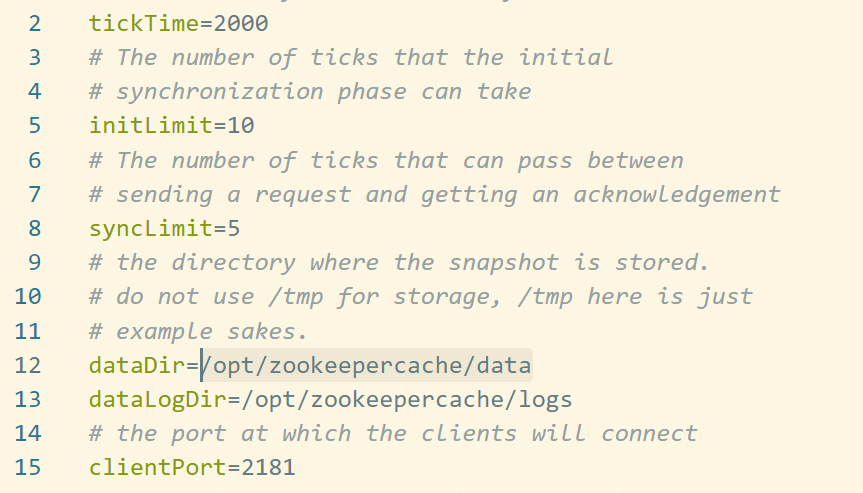 2 tickTime=2000
3 # The number of ticks that the initial
4 # synchronization phase can take
5 initLimit=10
6 # The number of ticks that can pass between
7 # sending a request and getting an acknowledgement
8 syncLimit=5
9 # the directory where the snapshot is stored.
10 # do not use /tmp for storage, /tmp here is just
11 # example sakes.
12 dataDir=/opt/zookeepercache/data
13 dataLogDir=/opt/zookeepercache/logs
14 # the port at which the clients will connect
15 clientPort=2181